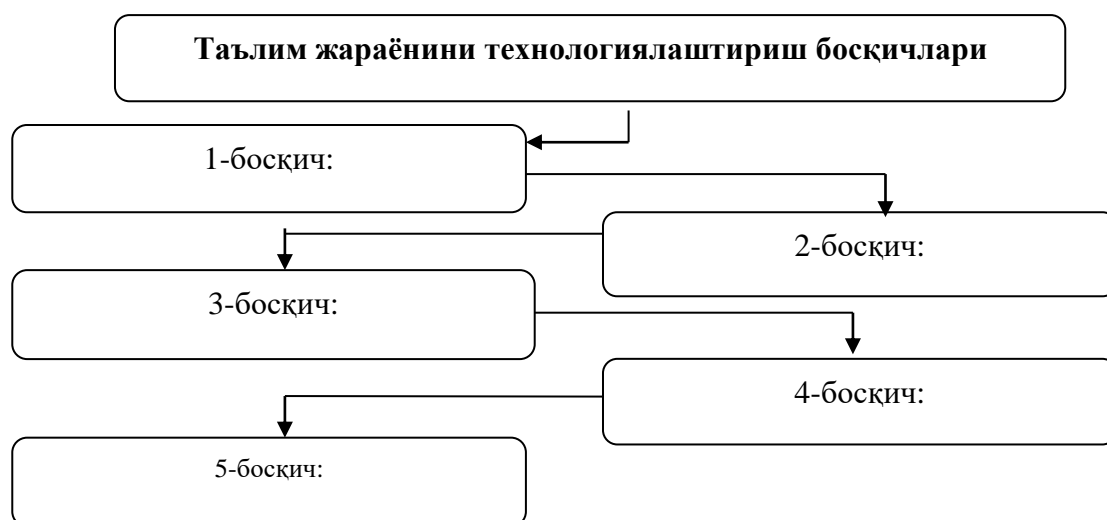 Таълим жараёнини технологиялаштириш босқичлари
1-босқич:
2-босқич:
3-босқич:
4-босқич:
5-босқич: